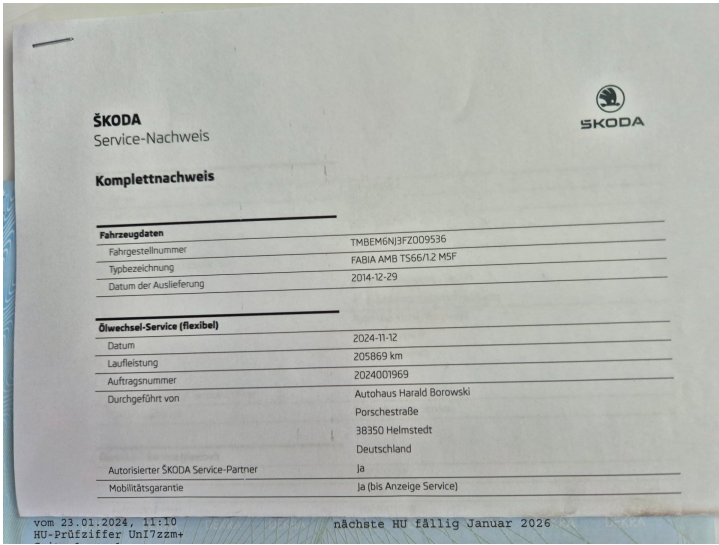 ŠKODA
Service-Nachweis
ŠKODA
Komplettnachweis
Fahrzeugdaten
Fahrgestellnummer TMBEM6NJ3FZ009536
Typbezeichnung FABIA AMB TS66/1.2 M5F
Datum der Auslieferung 2014-12-29
Ölwechsel-Service (flexibel)
Datum 2024-11-12
Laufleistung 205869 km
Auftragsnummer 2024001969
Durchgeführt von Autohaus Harald Borowski
Porschestraße
38350 Helmstedt
Deutschland
Autorisierter ŠKODA Service-Partner Ja
Mobilitätsgarantie Ja (bis Anzeige Service)
vom 23.01.2024, 11:10 nächste HU fällig Januar 2026
HU-Prüfziffer UnI7zzm+